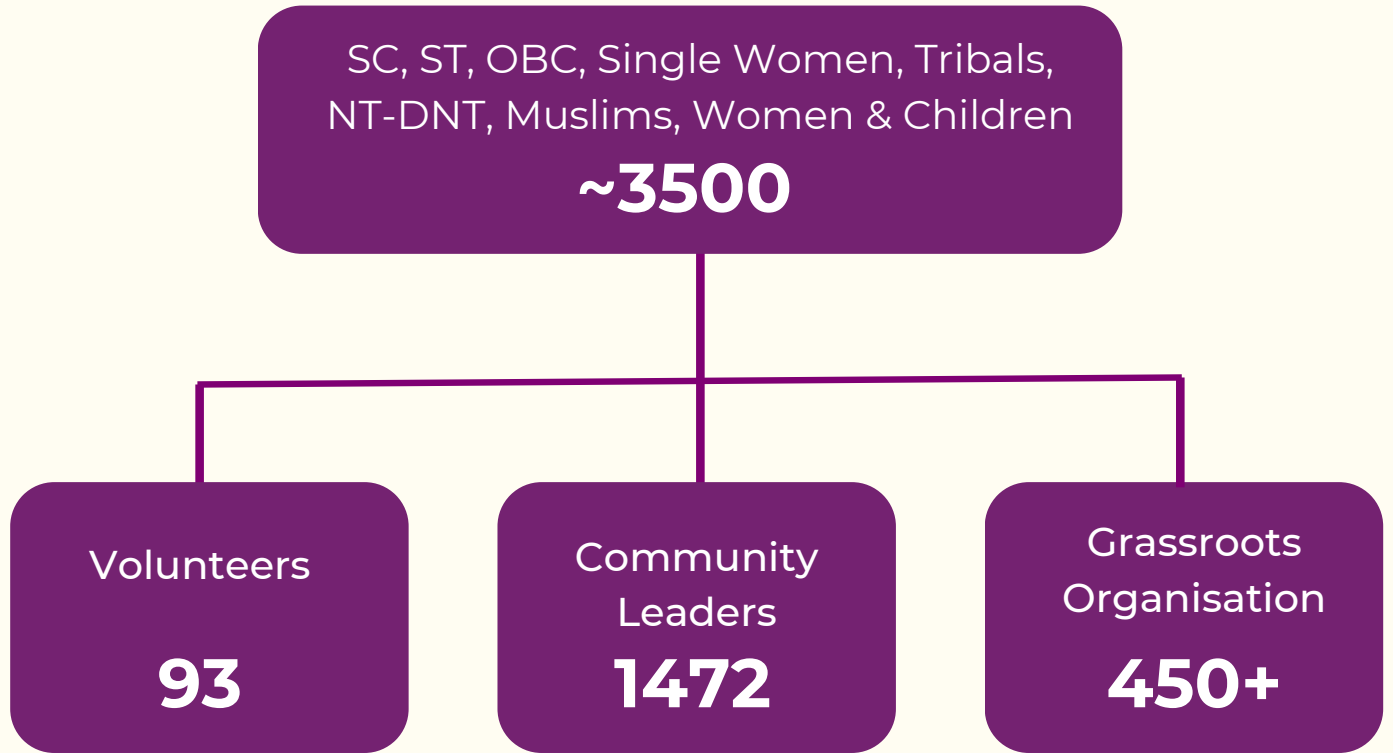 SC, ST, OBC, Single Women, Tribals,
NT-DNT, Muslims, Women & Children
~3500
Volunteers
93
Community
Leaders
1472
Grassroots
Organisation
450+